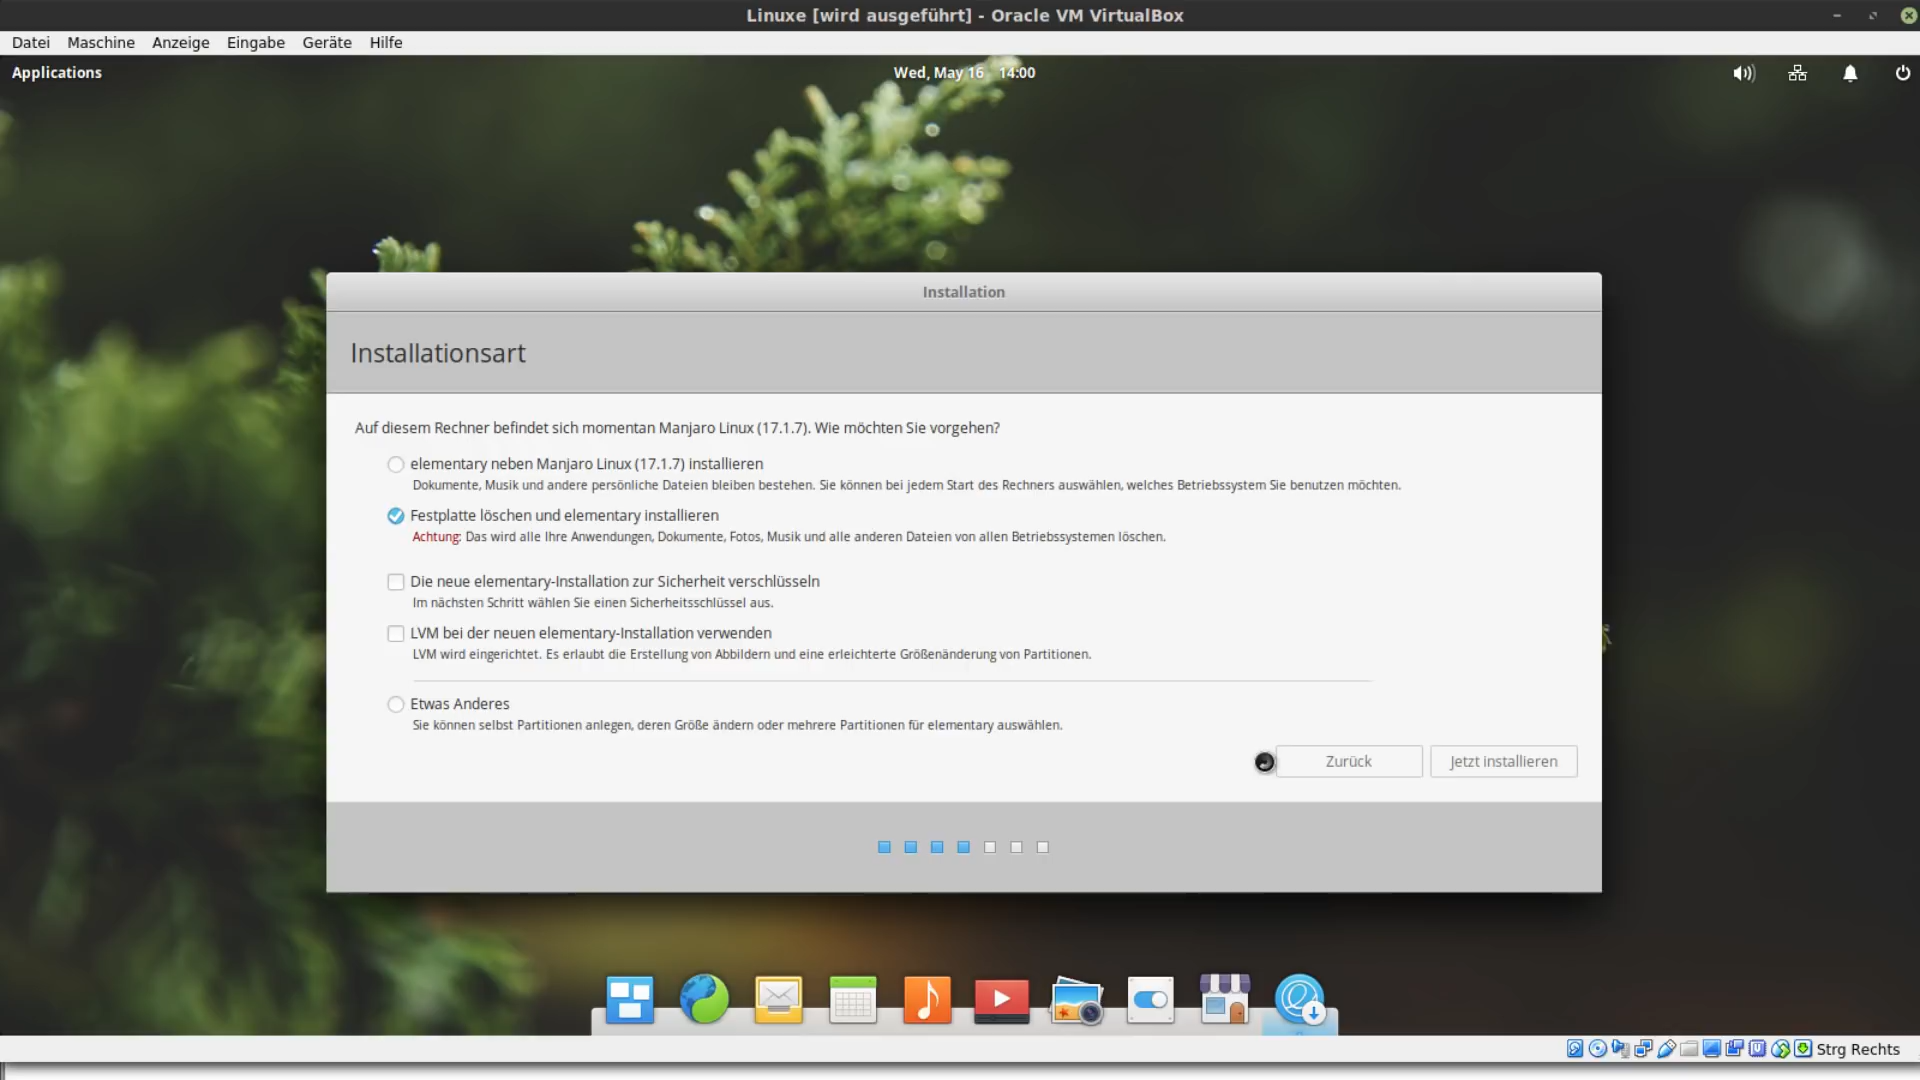 Linuxe [wird ausgeführt] - Oracle VM VirtualBox
Datei Maschine Anzeige Eingabe Geräte Hilfe
Applications Wed, May 16 14:00
Installation
Installationsart
Auf diesem Rechner befindet sich momentan Manjaro Linux (17.1.7). Wie möchten Sie vorgehen?
elementary neben Manjaro Linux (17.1.7) installieren
Dokumente, Musik und andere persönliche Dateien bleiben bestehen. Sie können bei jedem Start des Rechners auswählen, welches Betriebssystem Sie benutzen möchten.
Festplatte löschen und elementary installieren
Achtung: Das wird alle Ihre Anwendungen, Dokumente, Fotos, Musik und alle anderen Dateien von allen Betriebssystemen löschen.
Die neue elementary-Installation zur Sicherheit verschlüsseln
Im nächsten Schritt wählen Sie einen Sicherheitsschlüssel aus.
LVM bei der neuen elementary-Installation verwenden
LVM wird eingerichtet. Es erlaubt die Erstellung von Abbildern und eine erleichterte Größenänderung von Partitionen.
Etwas Anderes
Sie können selbst Partitionen anlegen, deren Größe ändern oder mehrere Partitionen für elementary auswählen.
Zurück Jetzt installieren
Strg Rechts